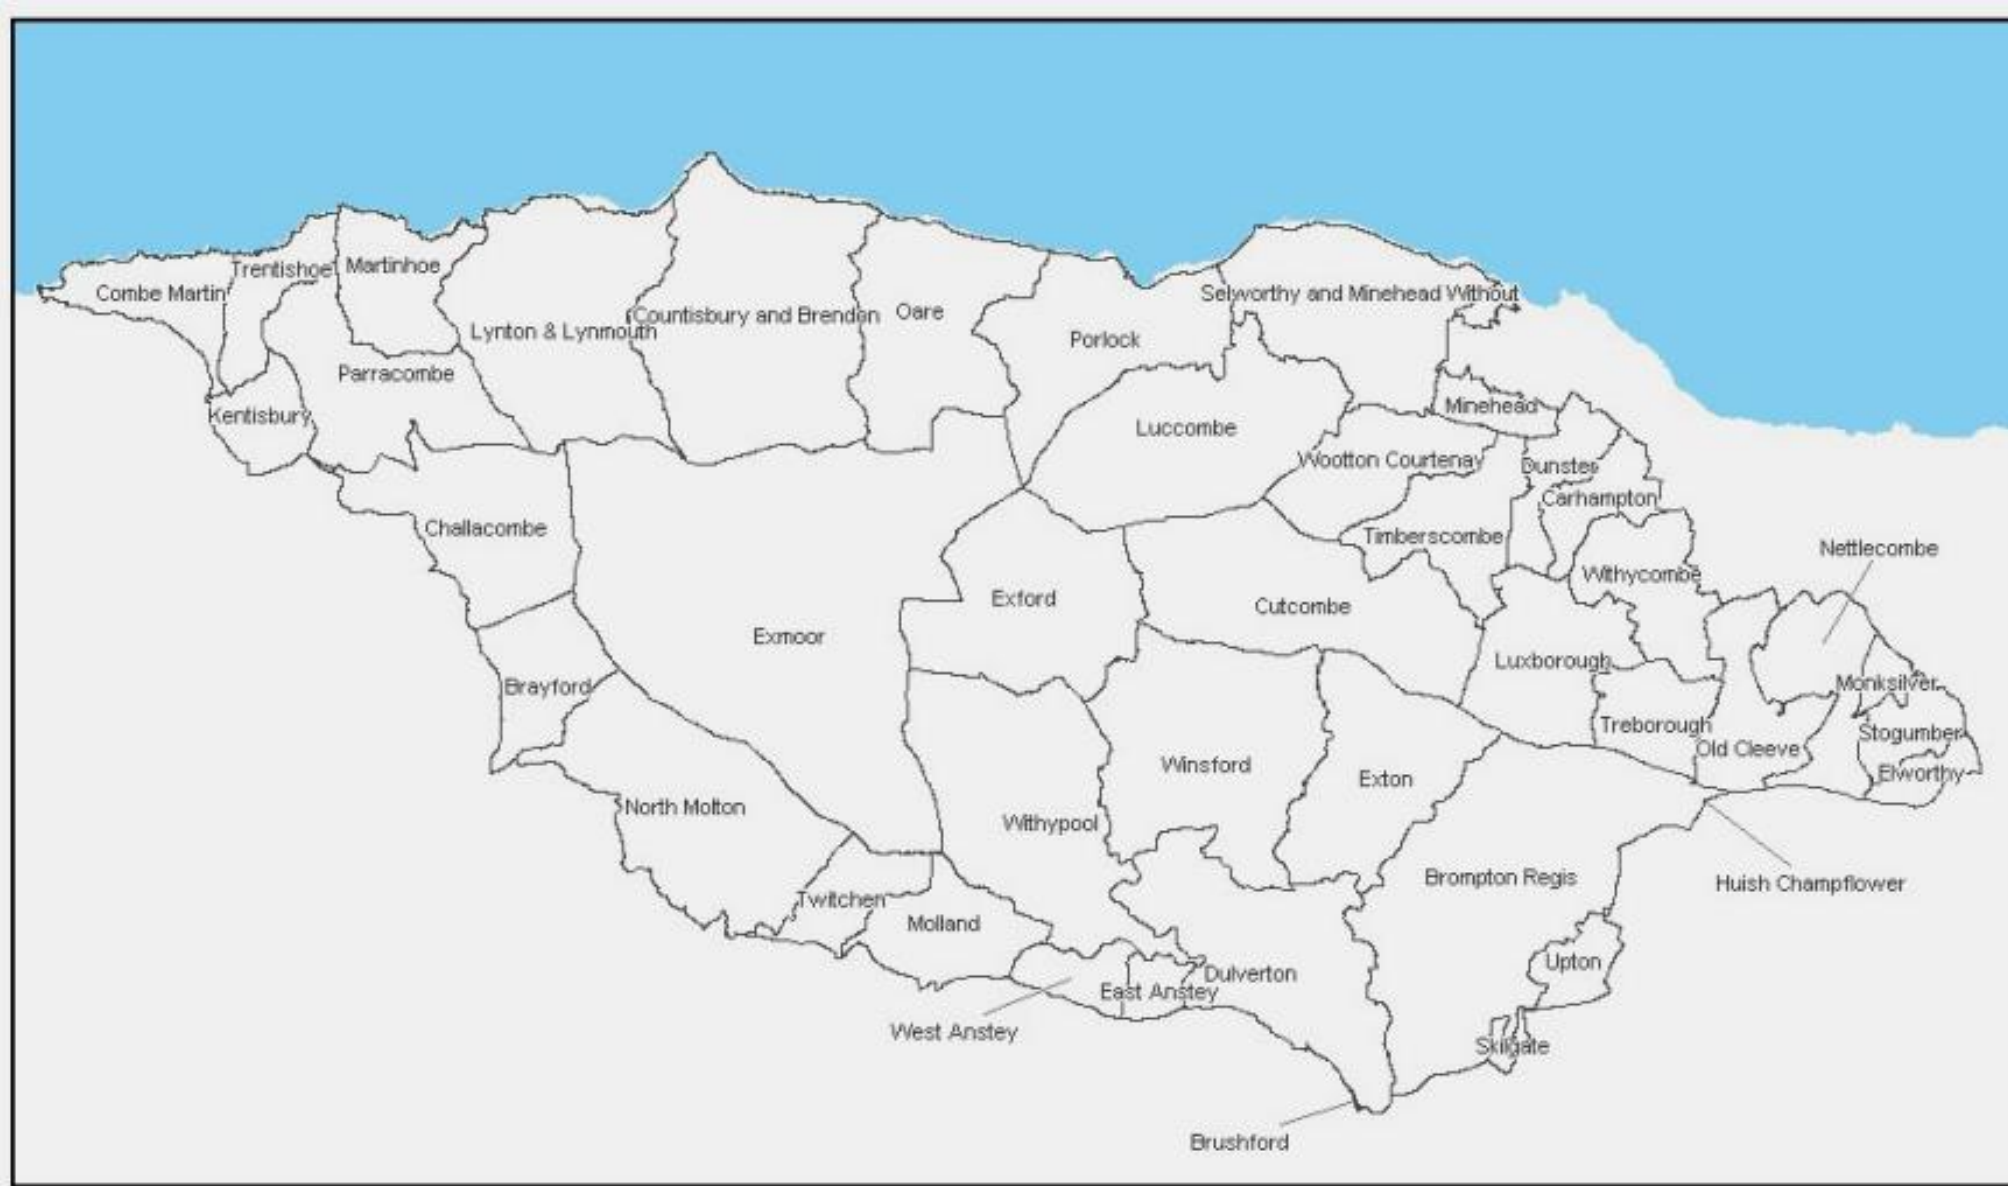 Trentishoe
Martinhoe
Combe Martin
Selworthy and Minehead Without
Oare
Countisbury and Brendon
Lynton & Lynmouth
Porlock
Parracombe
Minehead
Kentisbury
Luccombe
Wootton Courtenay
Dunster
Carhampton
Challacombe
Timberscombe
Nettlecombe
Withycombe
Exford
Cutcombe
Exmoor
Luxborough
Brayford
Monksilver
Treborough
Stogumber
Old Cleeve
Winsford
Exton
Elworthy
North Molton
Withypool
Brompton Regis
Huish Champflower
Twitchen
Molland
Upton
Dulverton
East Anstey
West Anstey
Skilgate
Brushford